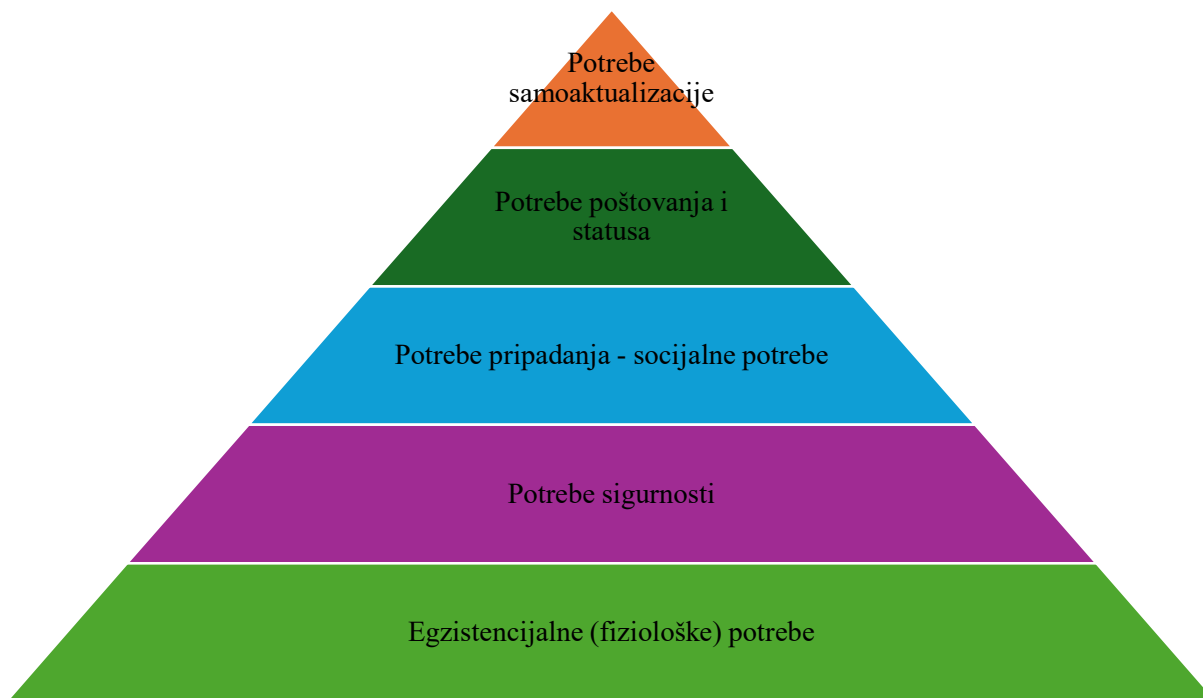 Potrebe
samoaktualizacije
Potrebe poštovanja i
statusa
Potrebe pripadanja - socijalne potrebe
Potrebe sigurnosti
Egzistencijalne (fiziološke) potrebe